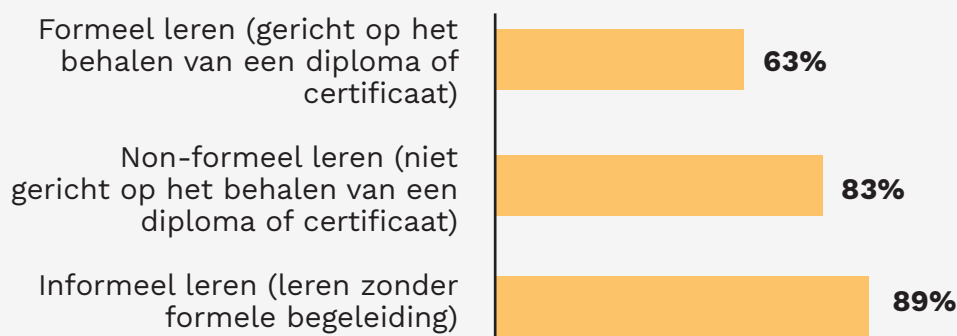 Formeel leren (gericht op het
behalen van een diploma of
certificaat)
63%
Non-formeel leren (niet
gericht op het behalen van een
diploma of certificaat)
83%
Informeel leren (leren zonder
formele begeleiding)
89%